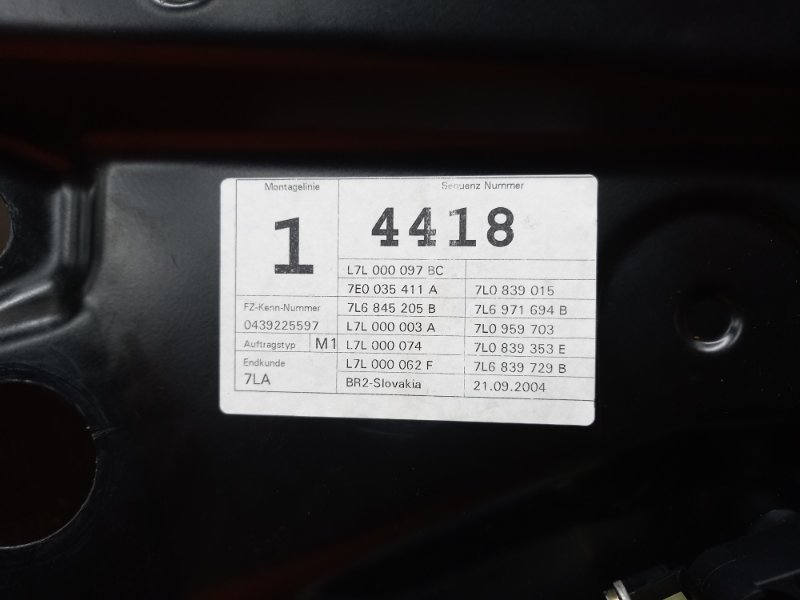 Montagelinie
Sequenz Nummer
1
4418
L7L 000 097 BC
7E0 035 411 A
7L0 839 015
FZ-Kenn-Nummer
7L6 845 205 B
7L6 971 694 B
0439225597
L7L 000 003 A
7L0 959 703
Auftragstyp M1
L7L 000 074
7L0 839 353 E
Endkunde
L7L 000 062 F
7L6 839 729 B
7LA
BR2-Slovakia
21.09.2004